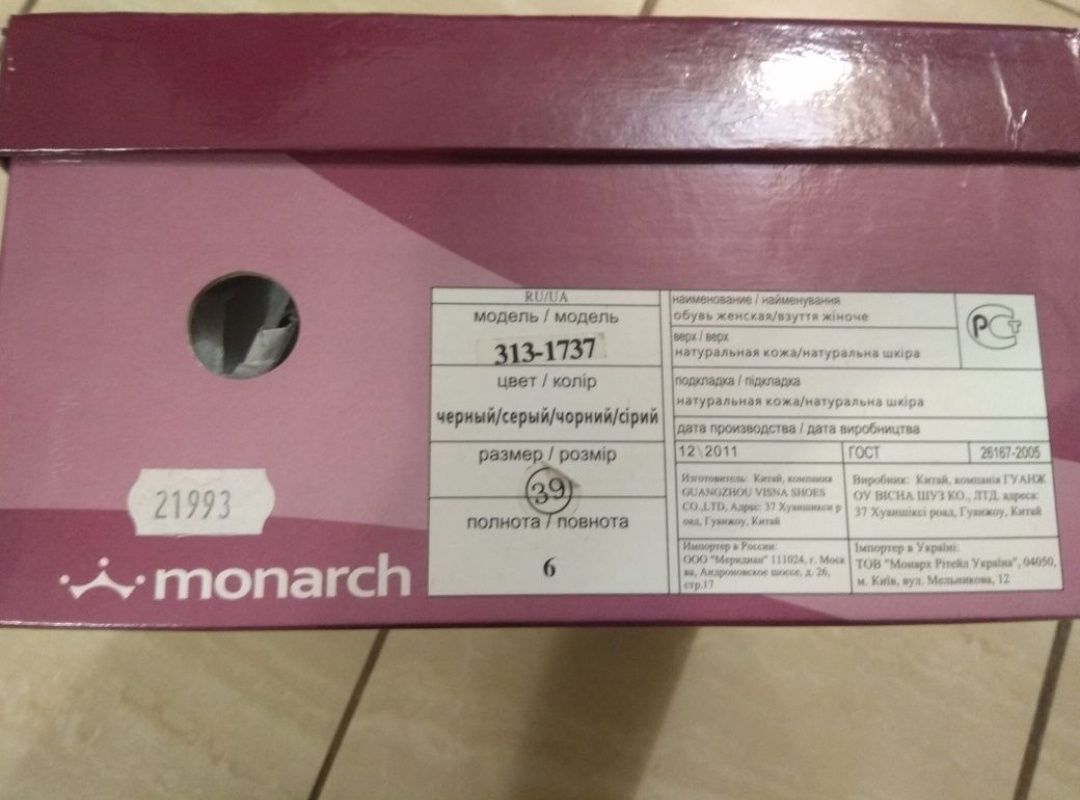 21993
monarch
RU/UA
модель / модель
313-1737
цвет / колір
черный/серый/чорний/сірий
размер / розмір
39
полнота / повнота
6
наименование / найменування
обувь женская/взуття жіноче
верх / верх
натуральная кожа/натуральна шкіра
РСТ
подкладка / підкладка
натуральная кожа/натуральна шкіра
дата производства / дата виробництва
12\2011
ГОСТ
26167-2005
Изготовитель: Китай, компания
GUANGZHOU VISNA SHOES
CO.,LTD, Адрес: 37 Хуаншикси р
оад, Гуанжоу, Китай
Виробник: Китай, компанія ГУАНЖ
ОУ ВІСНА ШУЗ КО., ЛТД, адреса:
37 Хуаншіксі роад, Гуанжоу, Китай
Импортер в России:
ООО "Меридиан" 111024, г. Моск
ва, Андроновское шоссе, д. 26,
стр.17
Імпортер в Україні:
ТОВ "Монарх Рітейл Україна", 04050,
м. Київ, вул. Мельникова, 12